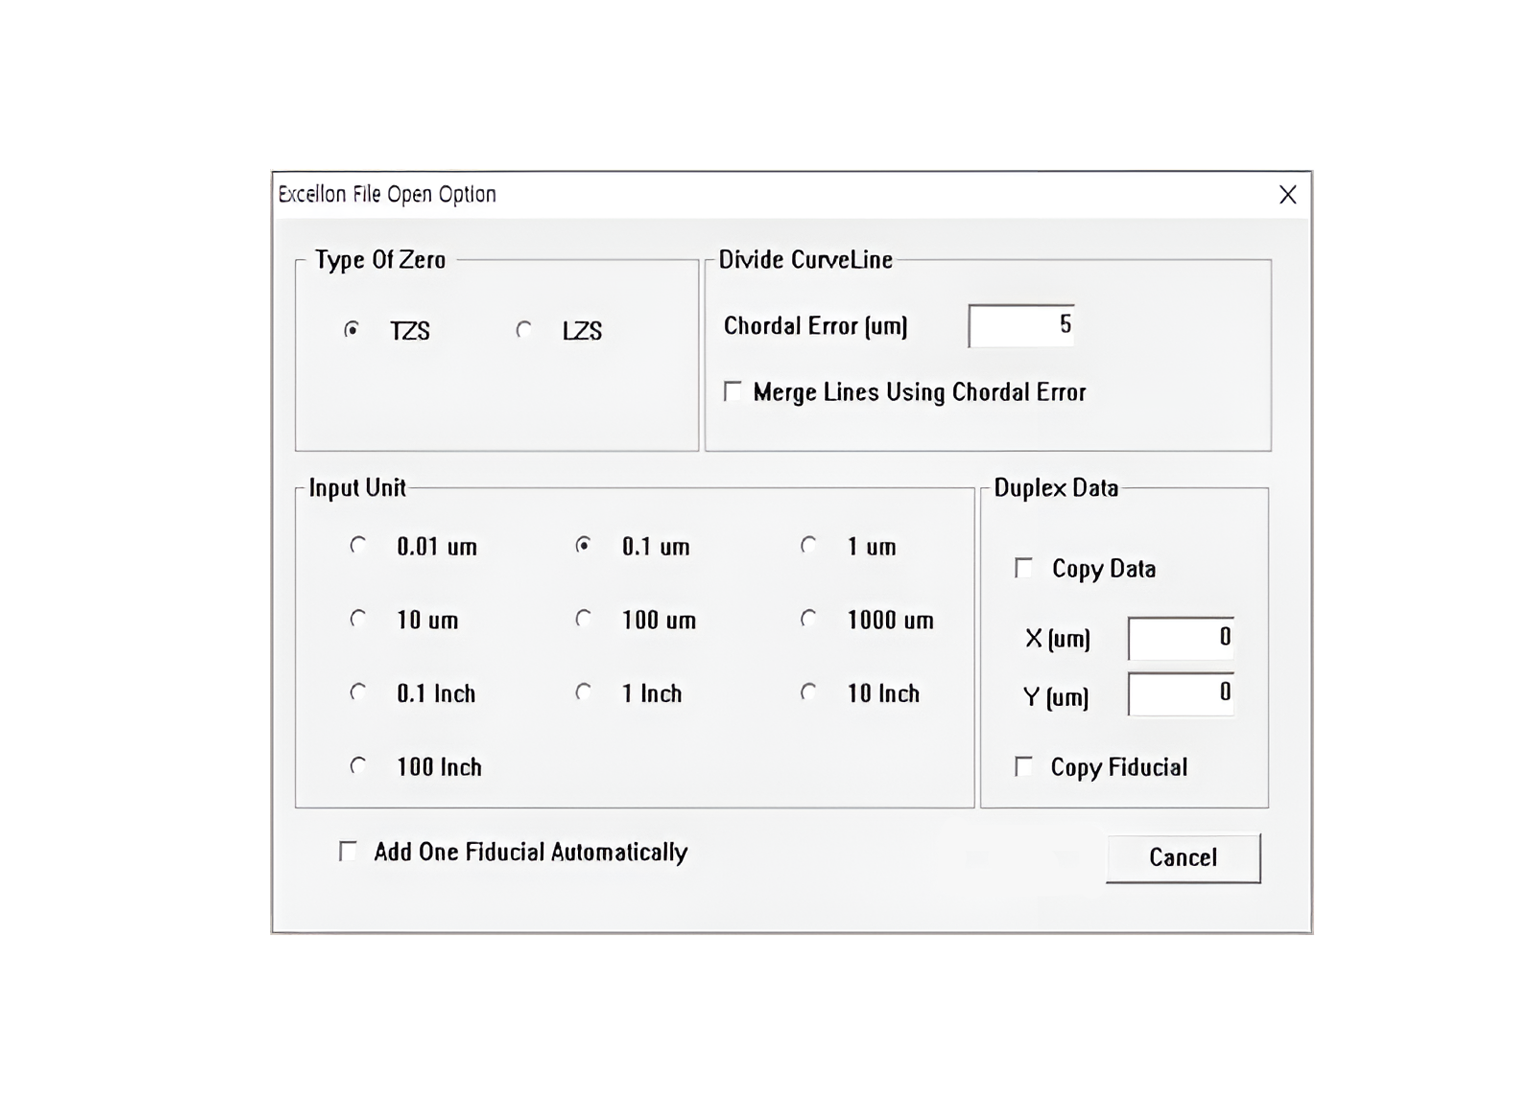 Excellon File Open Option
Type Of Zero
TZS LZS
Divide CurveLine
Chordal Error (um) 5
Merge Lines Using Chordal Error
Input Unit
0.01 um 0.1 um 1 um
10 um 100 um 1000 um
0.1 Inch 1 Inch 10 Inch
100 Inch
Duplex Data
Copy Data
X (um) 0
Y (um) 0
Copy Fiducial
Add One Fiducial Automatically
Cancel